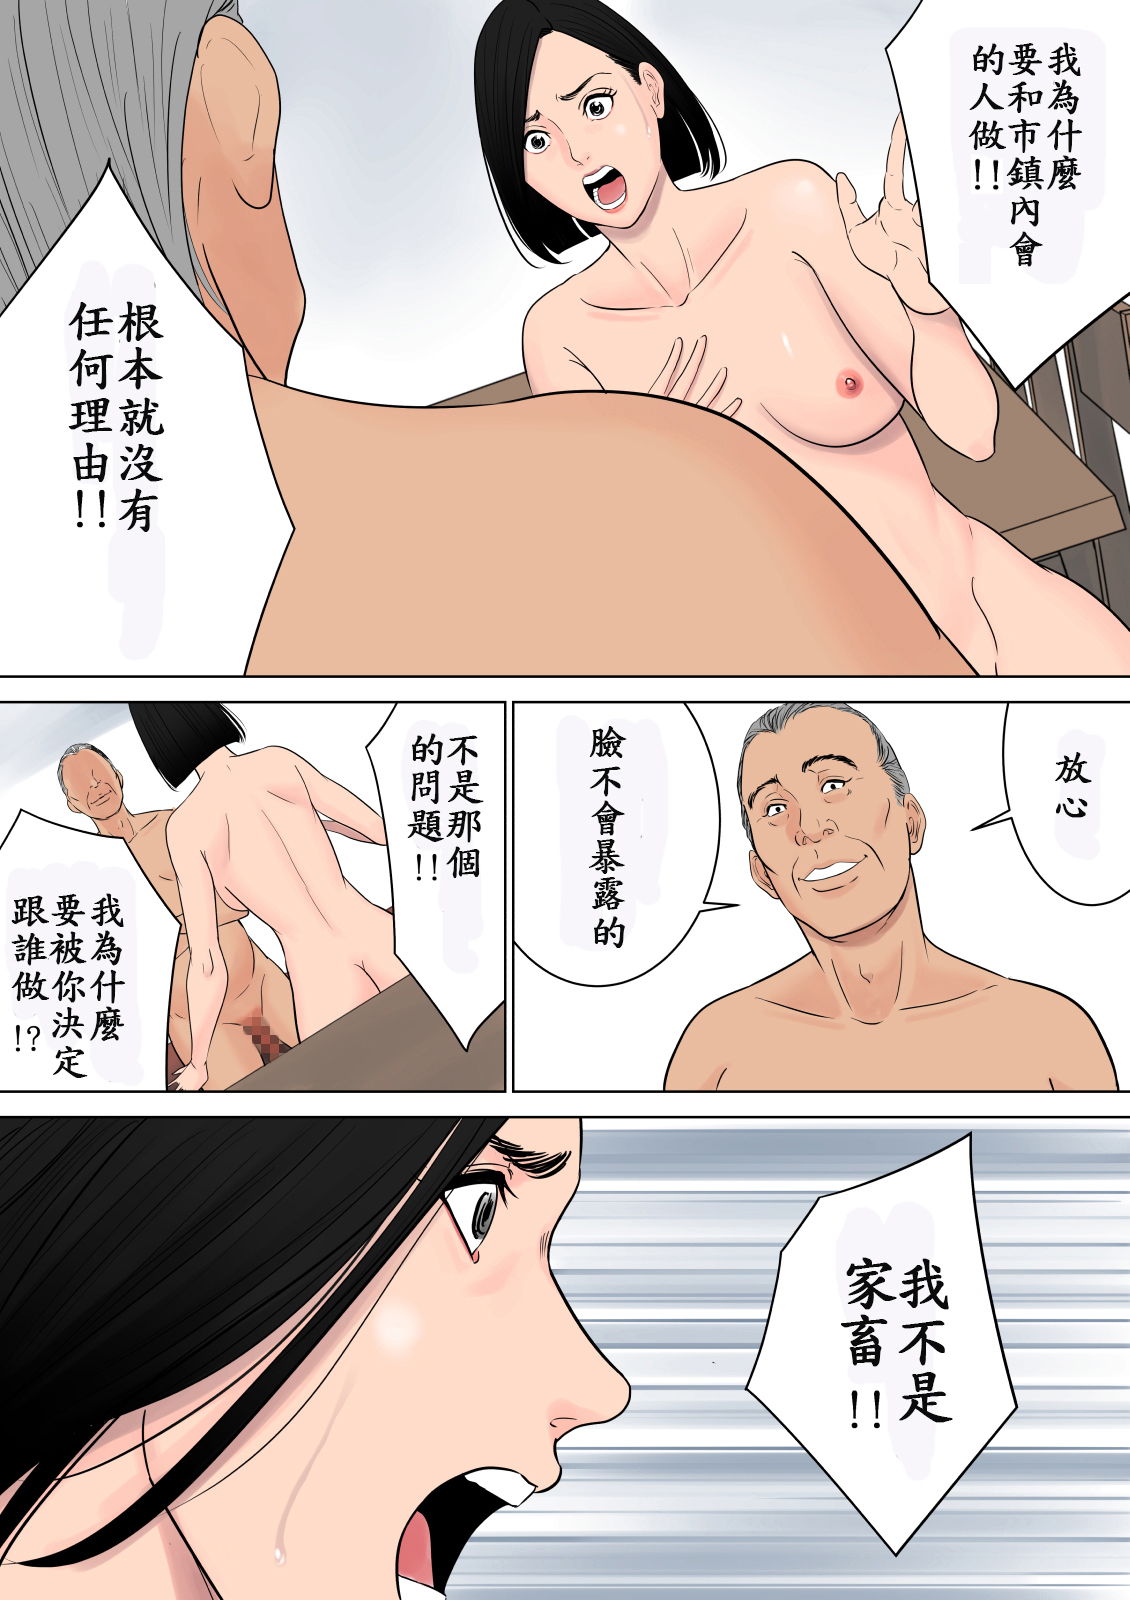 我為什麼
要和市鎮內會
的人做!!
根本就沒有
任何理由!!
放心
臉不會暴露的
不是那個
的問題!!
我為什麼
要被你決定
跟誰做!?
我不是
家畜!!